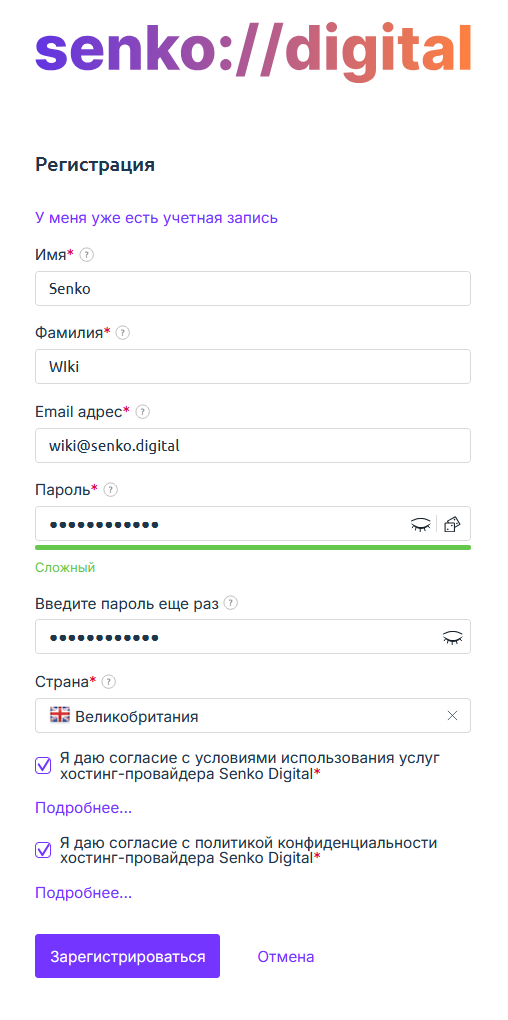 senko://digital
Регистрация
У меня уже есть учетная запись
Имя* ?
Senko
Фамилия* ?
WIki
Email адрес* ?
wiki@senko.digital
Пароль* ?
••••••••••••
Сложный
Введите пароль еще раз ?
••••••••••••
Страна* ?
Великобритания
Я даю согласие с условиями использования услуг
хостинг-провайдера Senko Digital*
Подробнее...
Я даю согласие с политикой конфиденциальности
хостинг-провайдера Senko Digital*
Подробнее...
Зарегистрироваться Отмена